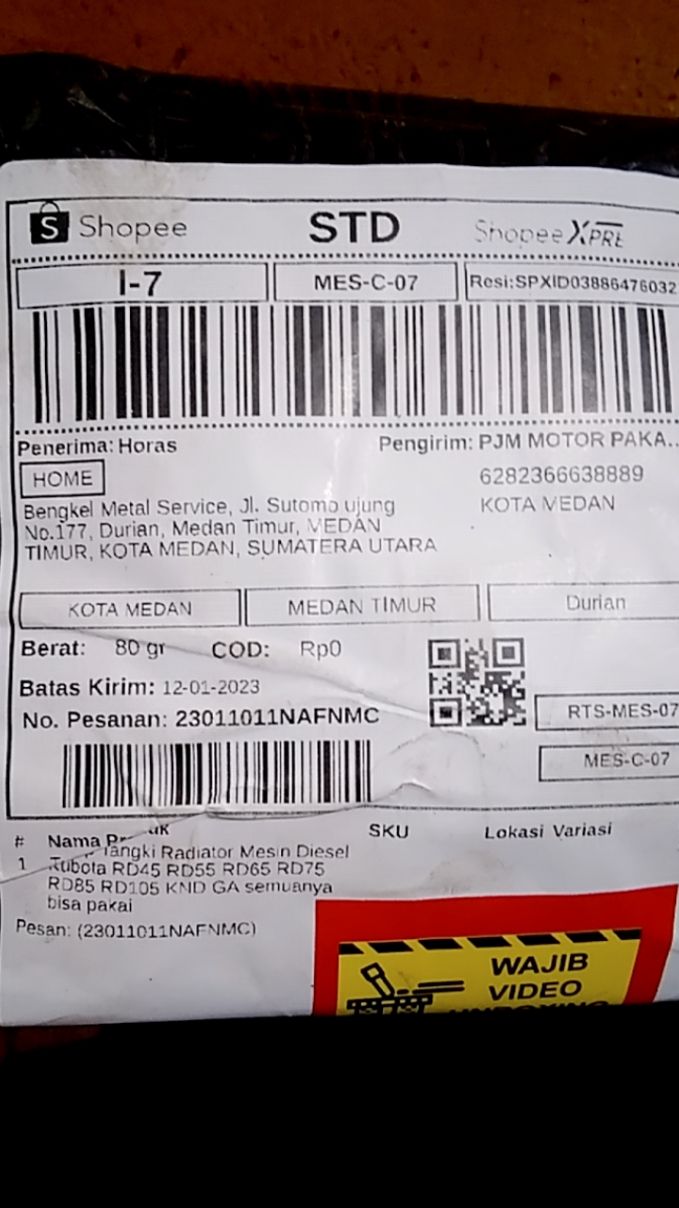 Shopee STD Shopee XPRE
I-7 MES-C-07 Resi:SPXID03886476032
Penerima: Horas Pengirim: PJM MOTOR PAKA..
HOME 6282366638889
Bengkel Metal Service, Jl. Sutomo ujung KOTA MEDAN
No.177, Durian, Medan Timur, MEDAN
TIMUR, KOTA MEDAN, SUMATERA UTARA
KOTA MEDAN MEDAN TIMUR Durian
Berat: 80 gr COD: Rp0
Batas Kirim: 12-01-2023
No. Pesanan: 23011011NAFNMC RTS-MES-07
MES-C-07
# Nama SKU Lokasi Variasi
1 Tangki Radiator Mesin Diesel
Kubota RD45 RD55 RD65 RD75
RD85 RD105 KND GA semuanya
bisa pakai
Pesan: (23011011NAFNMC)
WAJIB
VIDEO